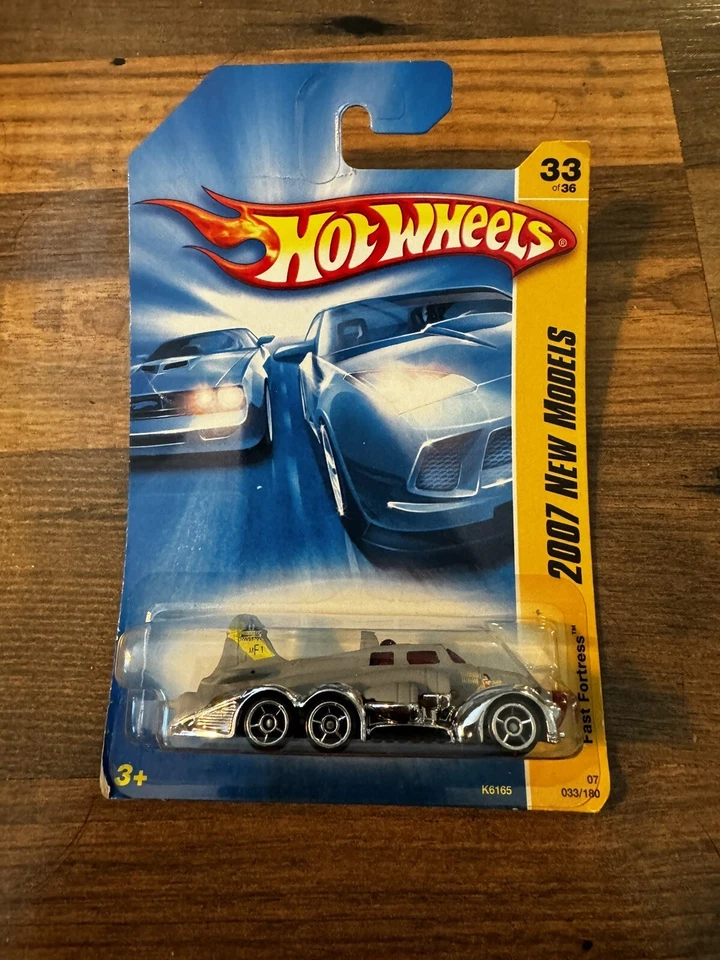 33
of 36
HOT WHEELS®
2007 NEW MODELS
Fast Fortress™
3+
K6165
07
033/180